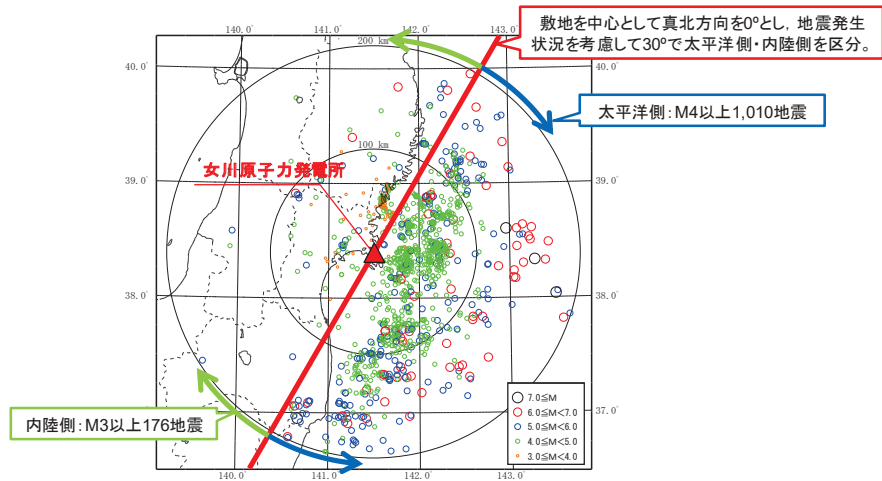 敷地を中心として真北方向を0ºとし，地震発生
状況を考慮して30ºで太平洋側・内陸側を区分。
140.0°
141.0°
142.0°
143.0°
200 km
40.0°
40.0°
太平洋側：M4以上1,010地震
100 km
女川原子力発電所
39.0°
39.0°
38.0°
38.0°
7.0≦M
6.0≦M<7.0
5.0≦M<6.0
4.0≦M<5.0
3.0≦M<4.0
37.0°
内陸側：M3以上176地震
140.0°
141.0°
142.0°
143.0°